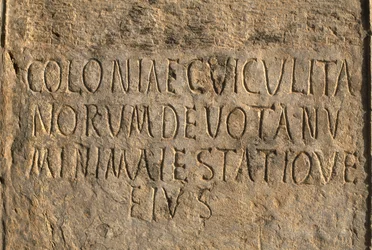 COLONIAE CVICVLITA
NORVM DEVOTA NV
MINI MAIESTATIQVE
EIVS